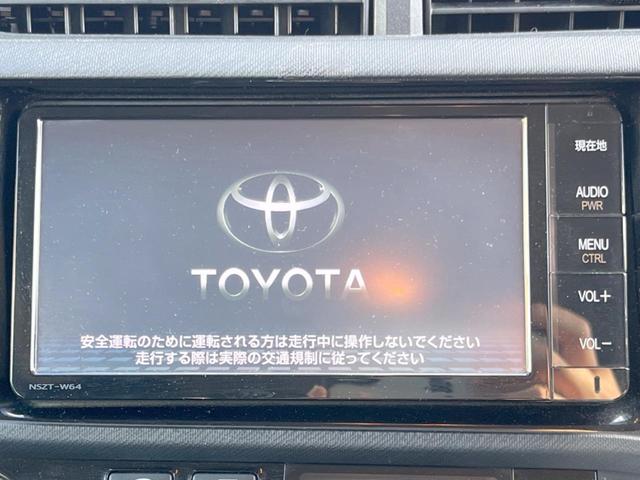 現在地
AUDIO
PWR
MENU
CTRL
VOL+
VOL-
TOYOTA
安全運転のために運転される方は走行中に操作しないでください
走行する際は実際の交通規制に従ってください
NSZT-W64